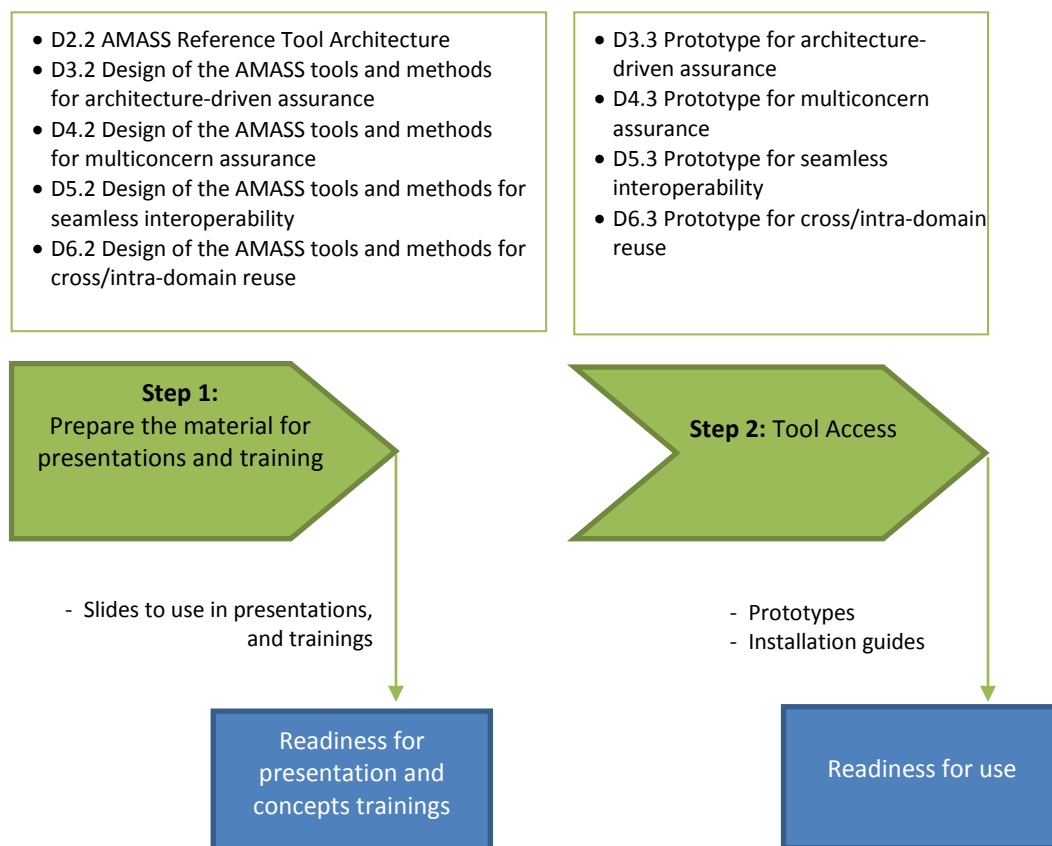 • D2.2 AMASS Reference Tool Architecture
• D3.2 Design of the AMASS tools and methods
for architecture-driven assurance
• D4.2 Design of the AMASS tools and methods
for multiconcern assurance
• D5.2 Design of the AMASS tools and methods for
seamless interoperability
• D6.2 Design of the AMASS tools and methods for
cross/intra-domain reuse
• D3.3 Prototype for architecture-
driven assurance
• D4.3 Prototype for multiconcern
assurance
• D5.3 Prototype for seamless
interoperability
• D6.3 Prototype for cross/intra-domain
reuse
Step 1:
Prepare the material for
presentations and training
Step 2: Tool Access
- Slides to use in presentations,
and trainings
- Prototypes
- Installation guides
Readiness for
presentation and
concepts trainings
Readiness for use